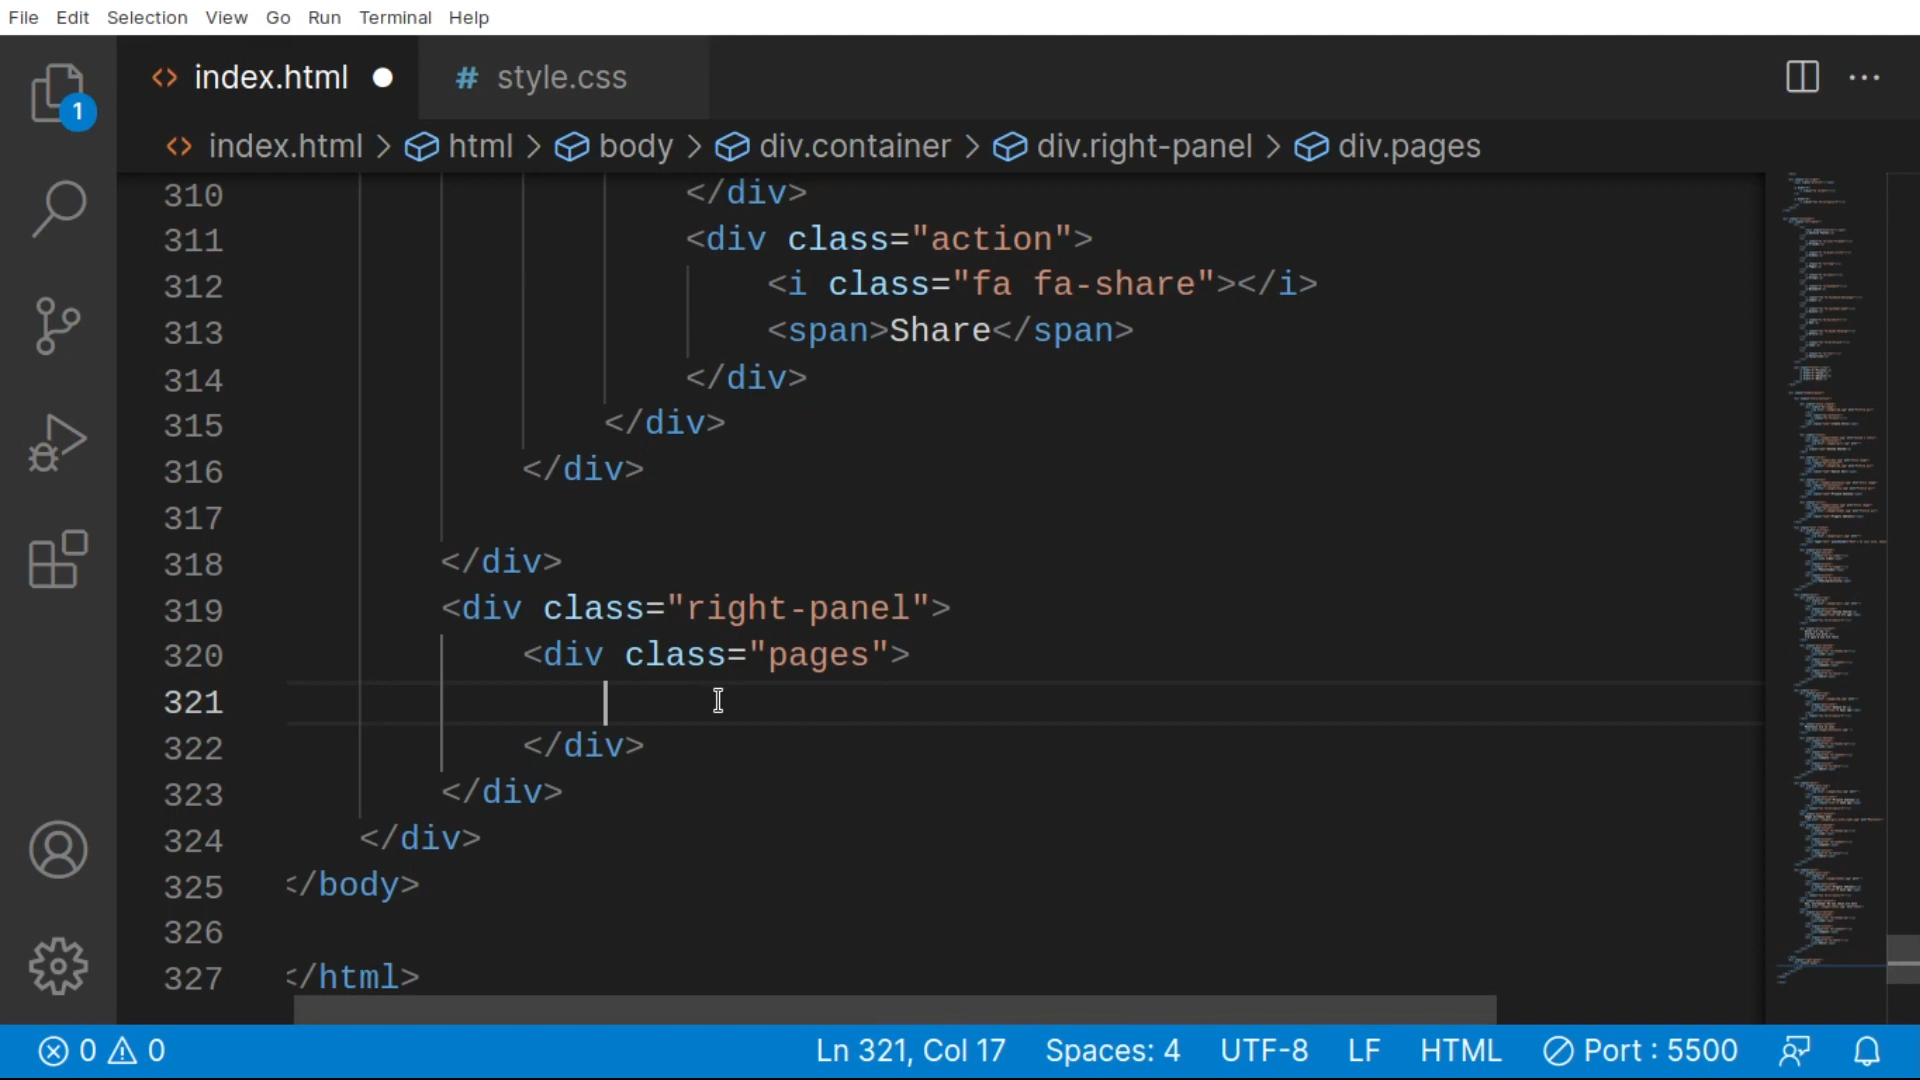 File Edit Selection View Go Run Terminal Help
index.html
style.css
index.html > html > body > div.container > div.right-panel > div.pages
1
310 </div>
311 <div class="action">
312 <i class="fa fa-share"></i>
313 <span>Share</span>
314 </div>
315 </div>
316 </div>
317
318 </div>
319 <div class="right-panel">
320 <div class="pages">
321
322 </div>
323 </div>
324 </div>
325 </body>
326
327 </html>
0 0 Ln 321, Col 17 Spaces: 4 UTF-8 LF HTML Port : 5500